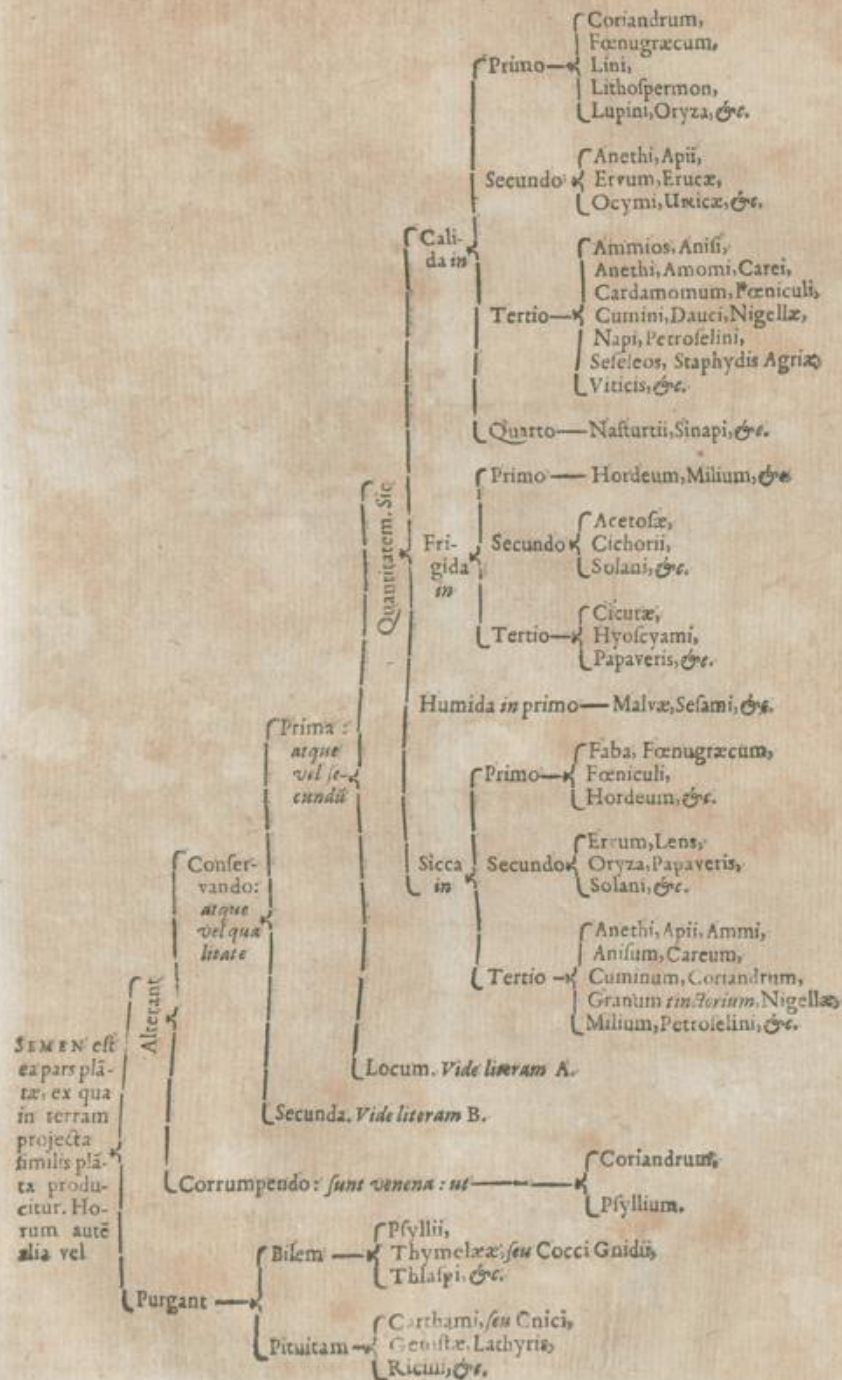 SEMEN eſt
ea pars plā-
tæ, ex qua
in terram
projecta
ſimilis plā-
ta produ-
citur. Ho-
rum autē
alia vel
Alterant
Conſer-
vando:
atque
vel qua
litate
Prima:
atque
vel ſe-
cundū
Quantitatem. Sic
Cali-
da in
Primo
Coriandrum,
Fœnugræcum,
Lini,
Lithoſpermon,
Lupini, Oryza, &c.
Secundo
Anethi, Apii,
Ervum, Erucæ,
Ocymi, Urticæ, &c.
Tertio
Ammios, Aniſi,
Anethi, Amomi, Carei,
Cardamomum, Fœniculi,
Cumini, Dauci, Nigellæ,
Napi, Petroſelini,
Seſeleos, Staphydis Agriæ,
Viticis, &c.
Quarto
Naſturtii, Sinapi, &c.
Fri-
gida
in
Primo
Hordeum, Milium, &c
Secundo
Acetoſæ,
Cichorii,
Solani, &c.
Tertio
Cicutæ,
Hyoſcyami,
Papaveris, &c.
Humida in primo
Malvæ, Seſami, &c.
Sicca
in
Primo
Faba, Fœnugræcum,
Fœniculi,
Hordeum, &c.
Secundo
Ervum, Lens,
Oryza, Papaveris,
Solani, &c.
Tertio
Anethi, Apii, Ammi,
Aniſum, Careum,
Cuminum, Coriandrum,
Granum tinctorium, Nigellæ,
Milium, Petroſelini, &c.
Locum. Vide literam A.
Secunda. Vide literam B.
Corrumpendo: ſunt venena: ut
Coriandrum,
Pſyllium.
Purgant
Bilem
Pſyllii,
Thymelææ, ſeu Cocci Gnidii,
Thlaſpi, &c.
Pituitam
Carthami, ſeu Cnici,
Geniſtæ, Lathyris,
Ricini, &c.